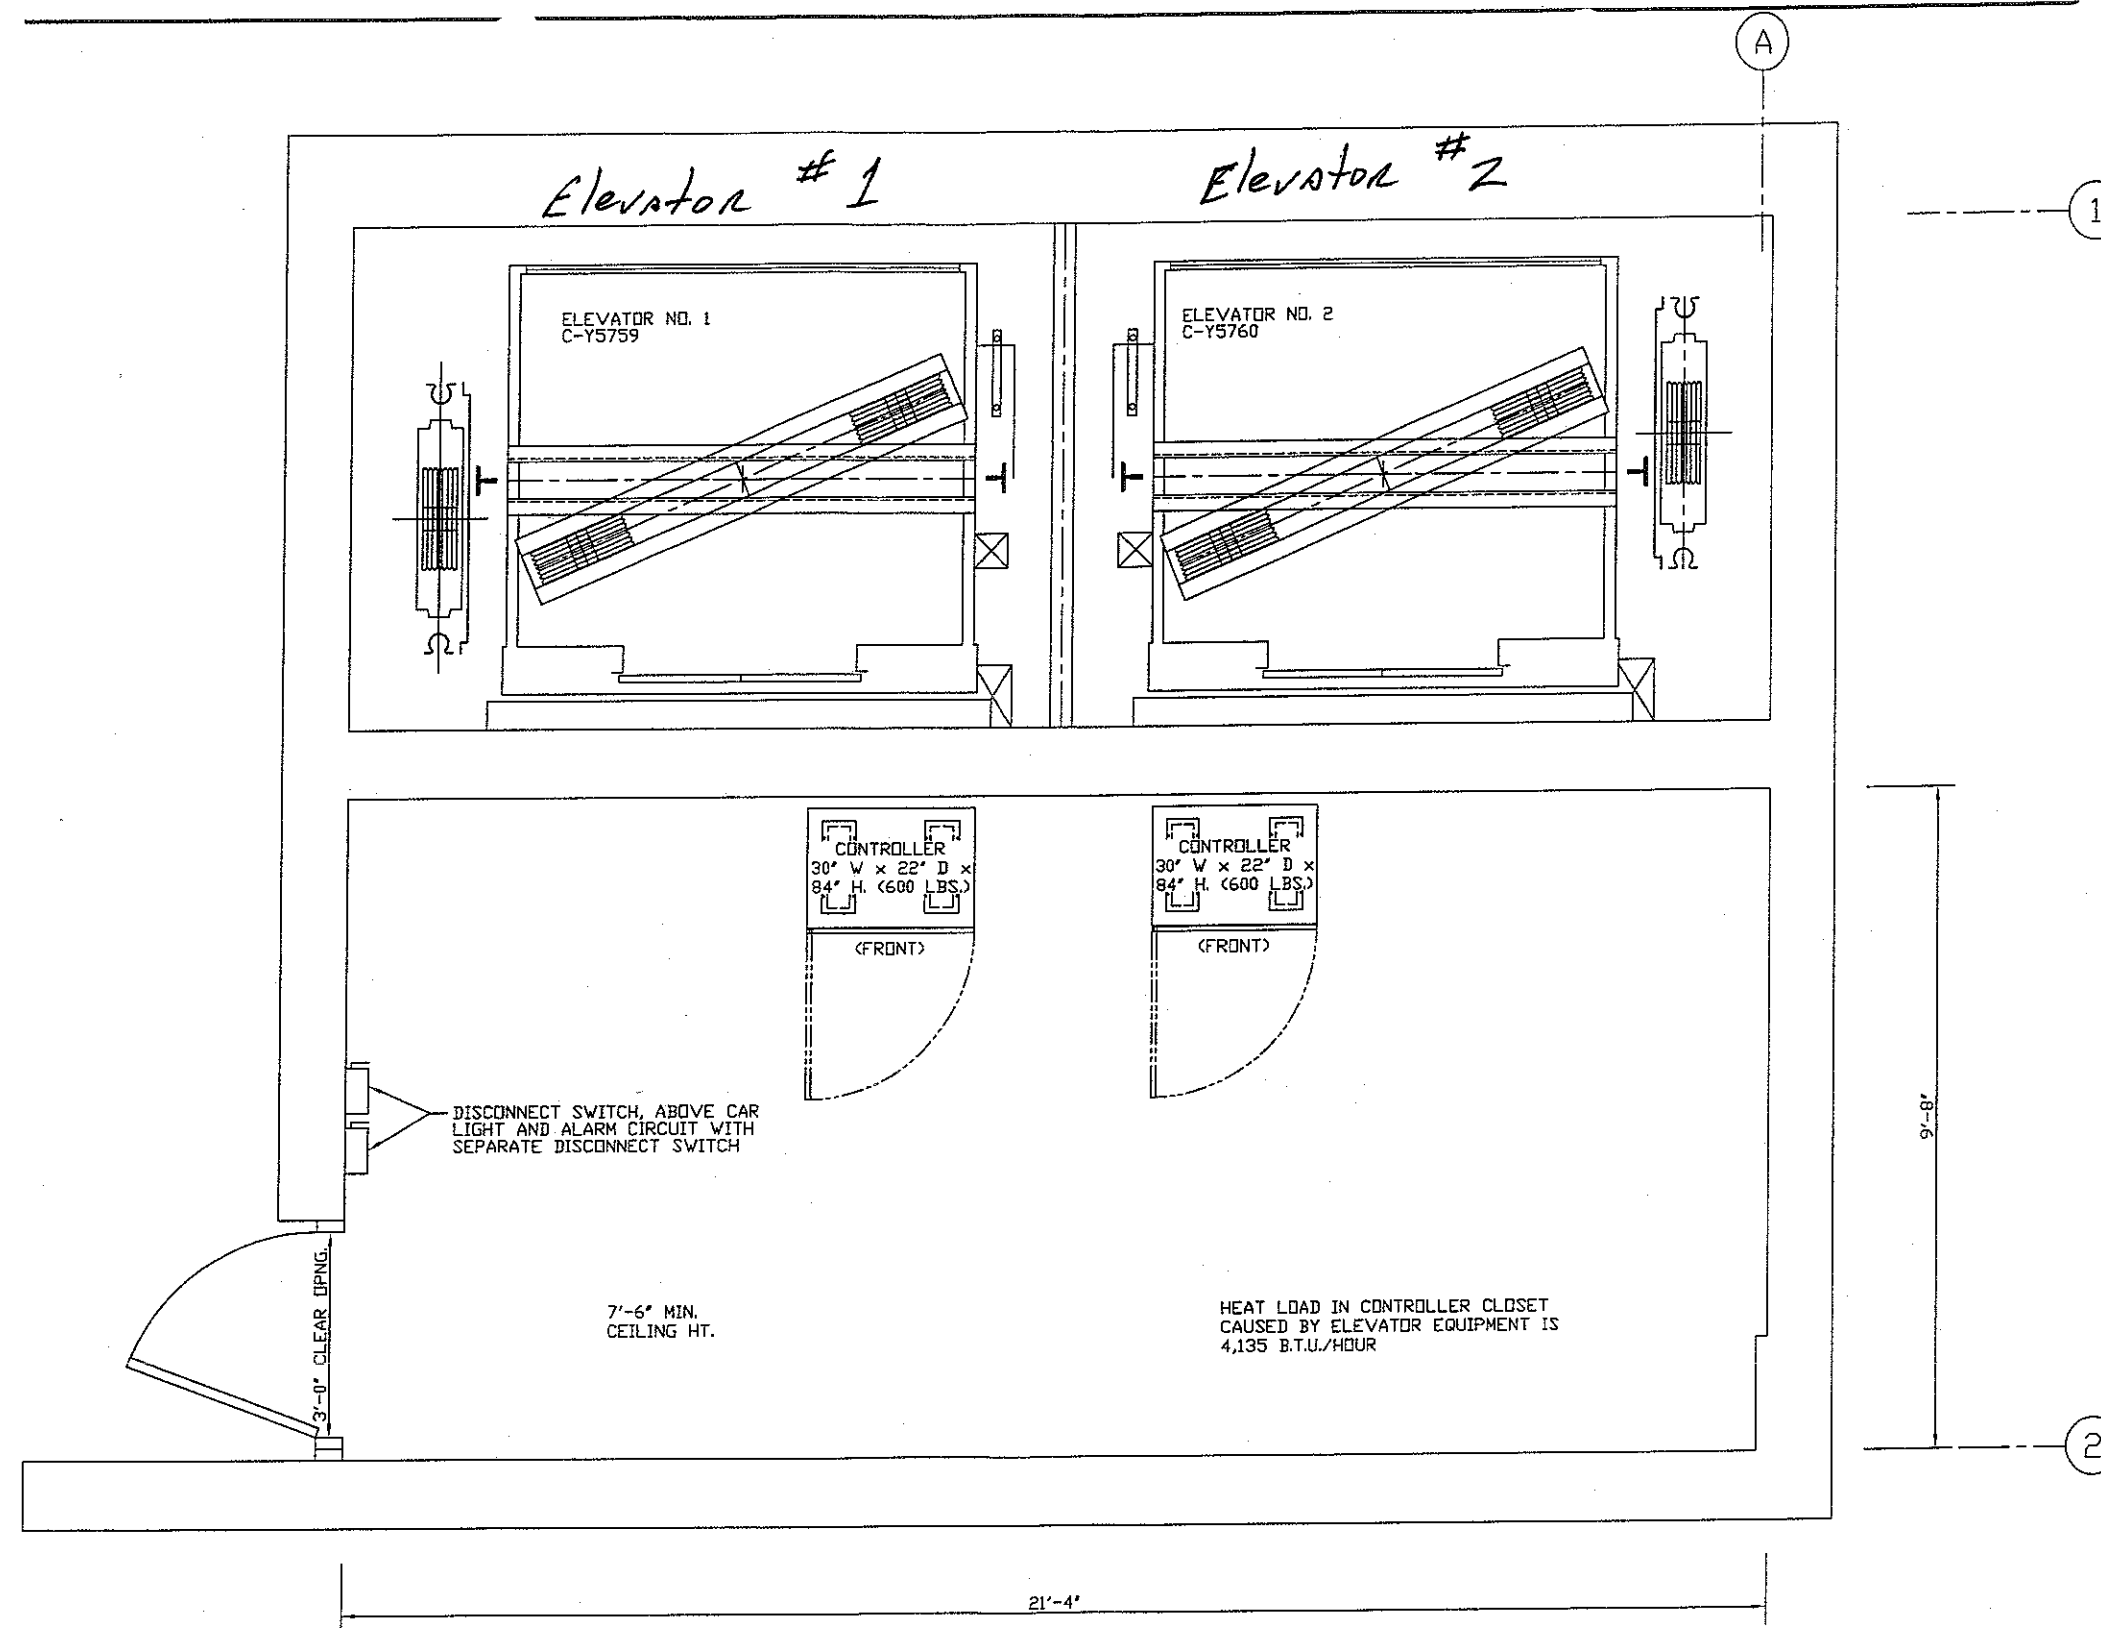 A
1
Elevator #1
Elevator #2
ELEVATOR NO. 1
C-Y5759
ELEVATOR NO. 2
C-Y5760
CONTROLLER
30" W x 22" D x
84" H. (600 LBS.)
(FRONT)
CONTROLLER
30" W x 22" D x
84" H. (600 LBS.)
(FRONT)
DISCONNECT SWITCH, ABOVE CAR
LIGHT AND ALARM CIRCUIT WITH
SEPARATE DISCONNECT SWITCH
9'-8"
3'-0" CLEAR OPNG.
7'-6" MIN.
CEILING HT.
HEAT LOAD IN CONTROLLER CLOSET
CAUSED BY ELEVATOR EQUIPMENT IS
4,135 B.T.U./HOUR
2
21'-4"